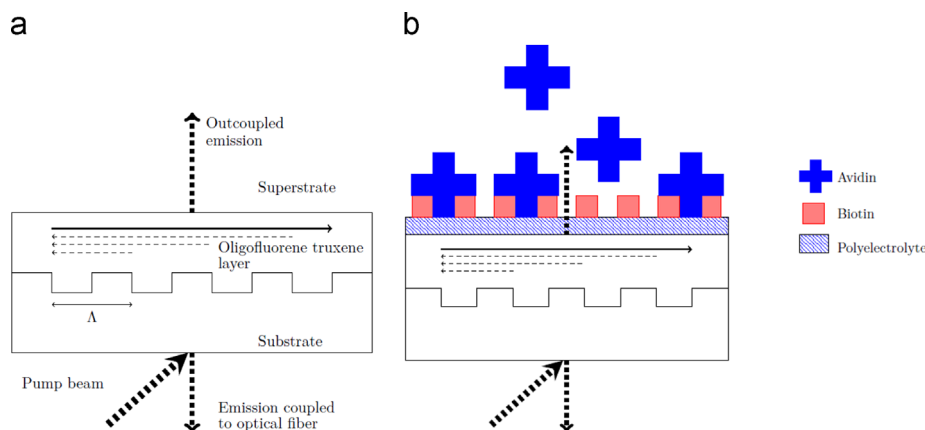 a
b
Outcoupled
emission
Superstrate
Oligofluorene truxene
layer
Λ
Substrate
Pump beam
Emission coupled
to optical fiber
Avidin
Biotin
Polyelectrolyte